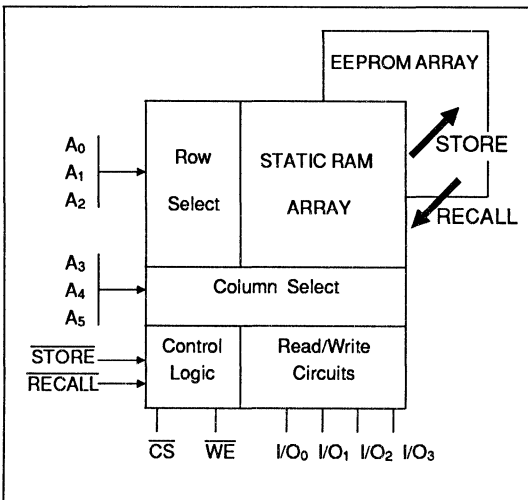 EEPROM ARRAY
A0
A1
A2
Row
Select
STATIC RAM
ARRAY
STORE
RECALL
A3
A4
A5
Column Select
STORE
RECALL
Control
Logic
Read/Write
Circuits
CS
WE
I/O0
I/O1
I/O2
I/O3